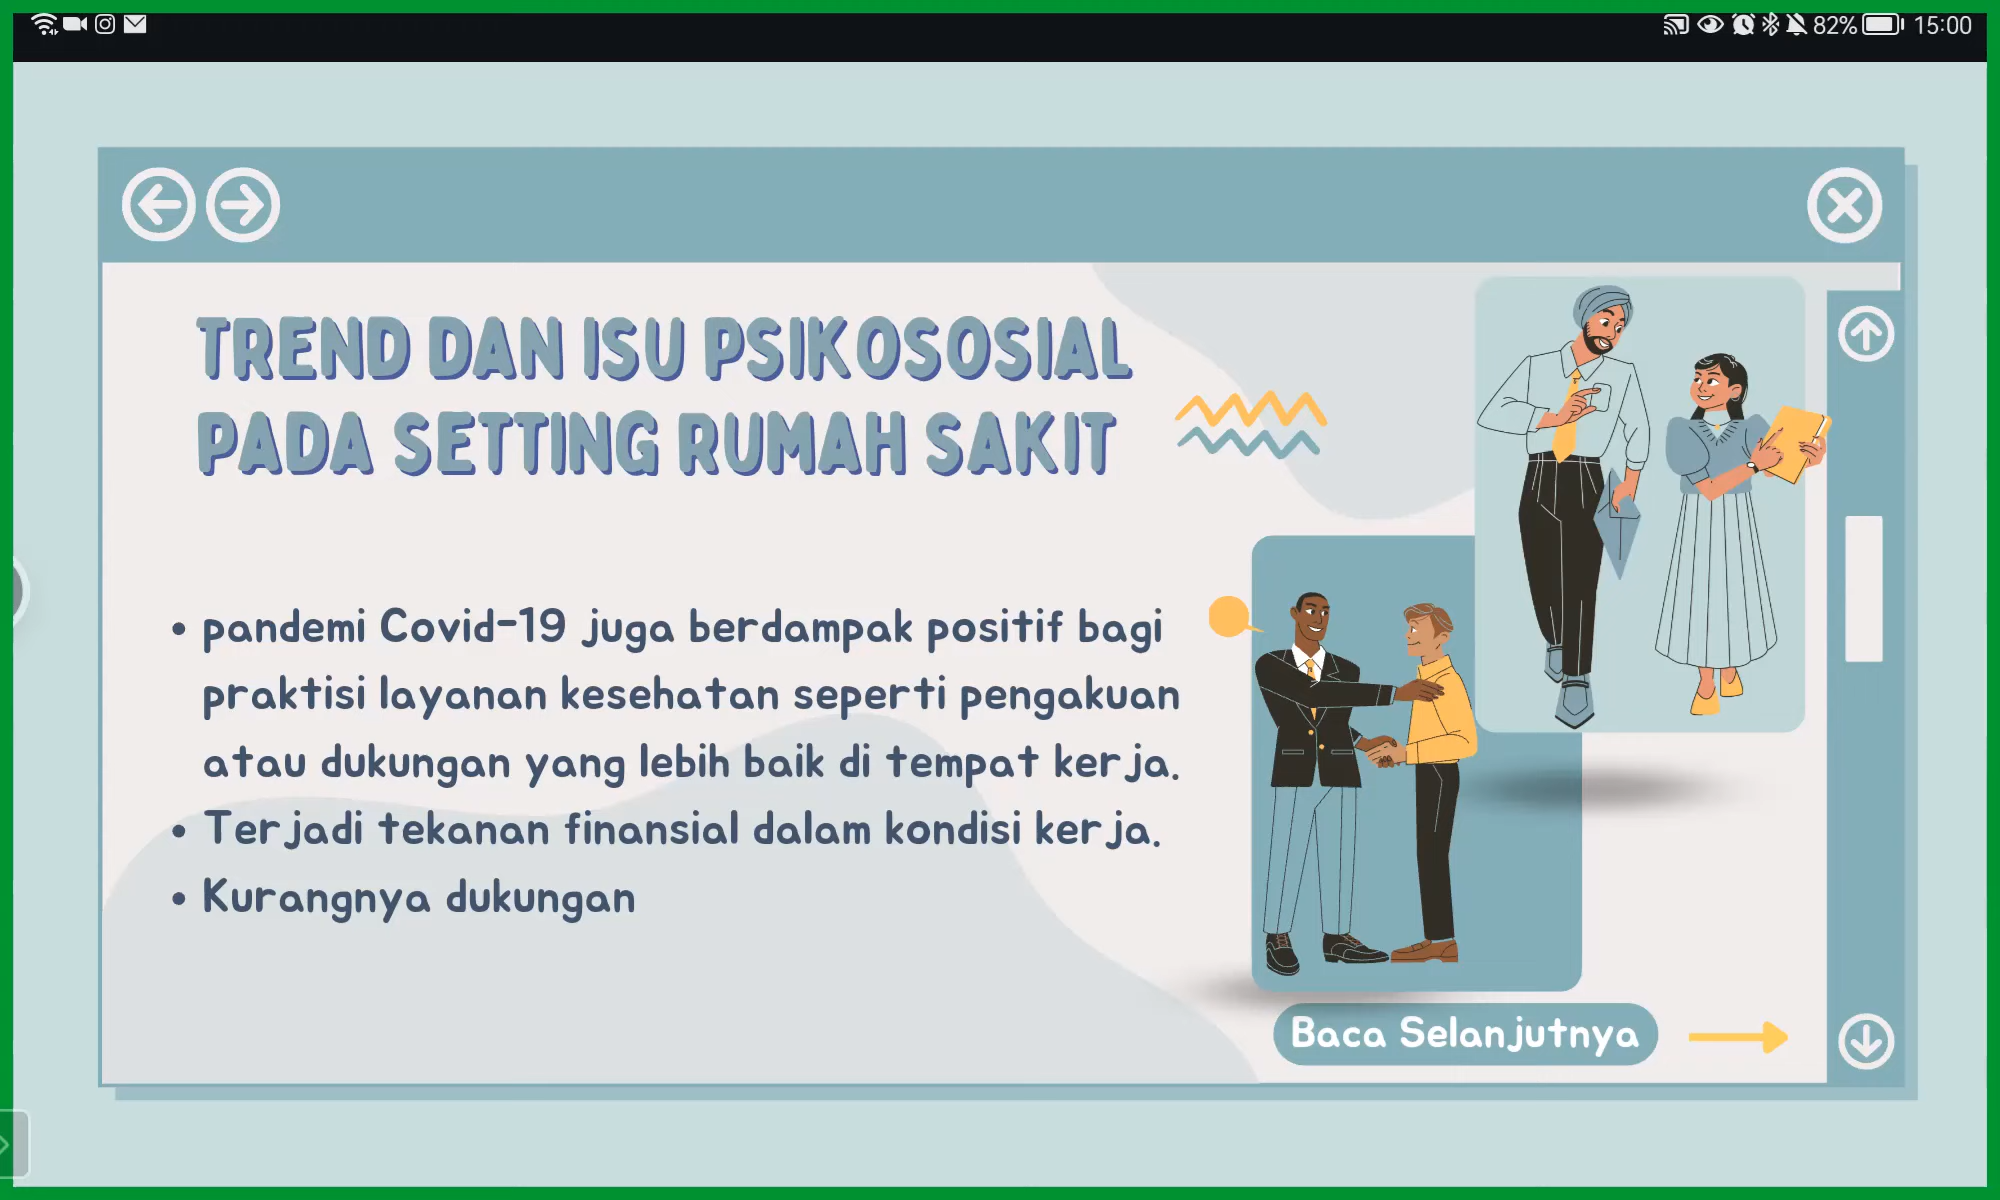 82% 15:00
TREND DAN ISU PSIKOSOSIAL
PADA SETTING RUMAH SAKIT
• pandemi Covid-19 juga berdampak positif bagi
praktisi layanan kesehatan seperti pengakuan
atau dukungan yang lebih baik di tempat kerja.
• Terjadi tekanan finansial dalam kondisi kerja.
• Kurangnya dukungan
Baca Selanjutnya